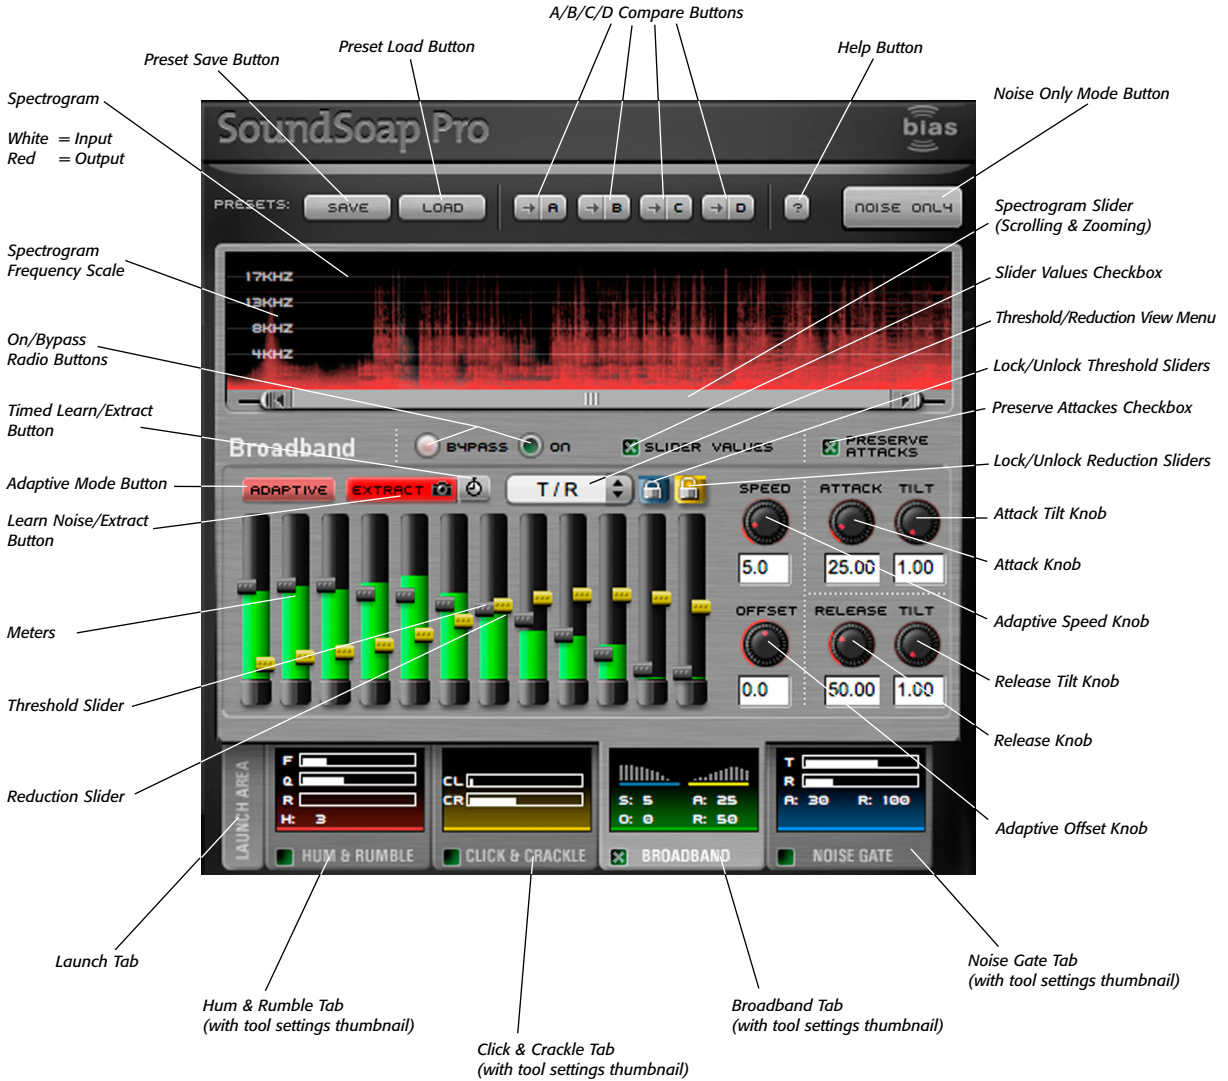 A/B/C/D Compare Buttons
Preset Load Button
Help Button
Preset Save Button
Spectrogram
Noise Only Mode Button
White = Input
Red = Output
SoundSoap Pro
bias
PRESETS:
SAVE
LOAD
A
B
C
D
?
NOISE ONLY
Spectrogram Slider
(Scrolling & Zooming)
Spectrogram
Frequency Scale
Slider Values Checkbox
17KHZ
13KHZ
8KHZ
4KHZ
Threshold/Reduction View Menu
On/Bypass
Radio Buttons
Lock/Unlock Threshold Sliders
Timed Learn/Extract
Button
Preserve Attackes Checkbox
Broadband
BYPASS
ON
SLIDER VALUES
PRESERVE
ATTACKS
Lock/Unlock Reduction Sliders
Adaptive Mode Button
ADAPTIVE
EXTRACT
T/R
SPEED
ATTACK
TILT
Learn Noise/Extract
Button
Attack Tilt Knob
5.0
25.00
1.00
Attack Knob
OFFSET
RELEASE
TILT
Adaptive Speed Knob
Meters
Release Tilt Knob
0.0
50.00
1.00
Threshold Slider
Release Knob
Reduction Slider
LAUNCH AREA
F
Q
R
H: 3
CL
CR
S: 5
A: 25
O: 0
R: 50
T
R
A: 30
R: 100
Adaptive Offset Knob
HUM & RUMBLE
CLICK & CRACKLE
BROADBAND
NOISE GATE
Launch Tab
Noise Gate Tab
(with tool settings thumbnail)
Hum & Rumble Tab
(with tool settings thumbnail)
Broadband Tab
(with tool settings thumbnail)
Click & Crackle Tab
(with tool settings thumbnail)